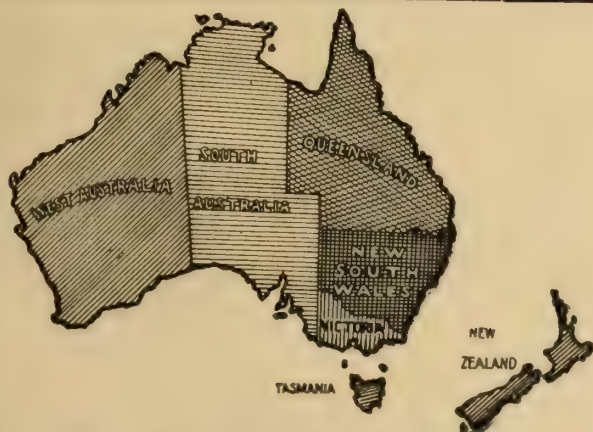 WEST AUSTRALIA
SOUTH
AUSTRALIA
QUEENSLAND
NEW
SOUTH
WALES
VICTORIA
TASMANIA
NEW
ZEALAND